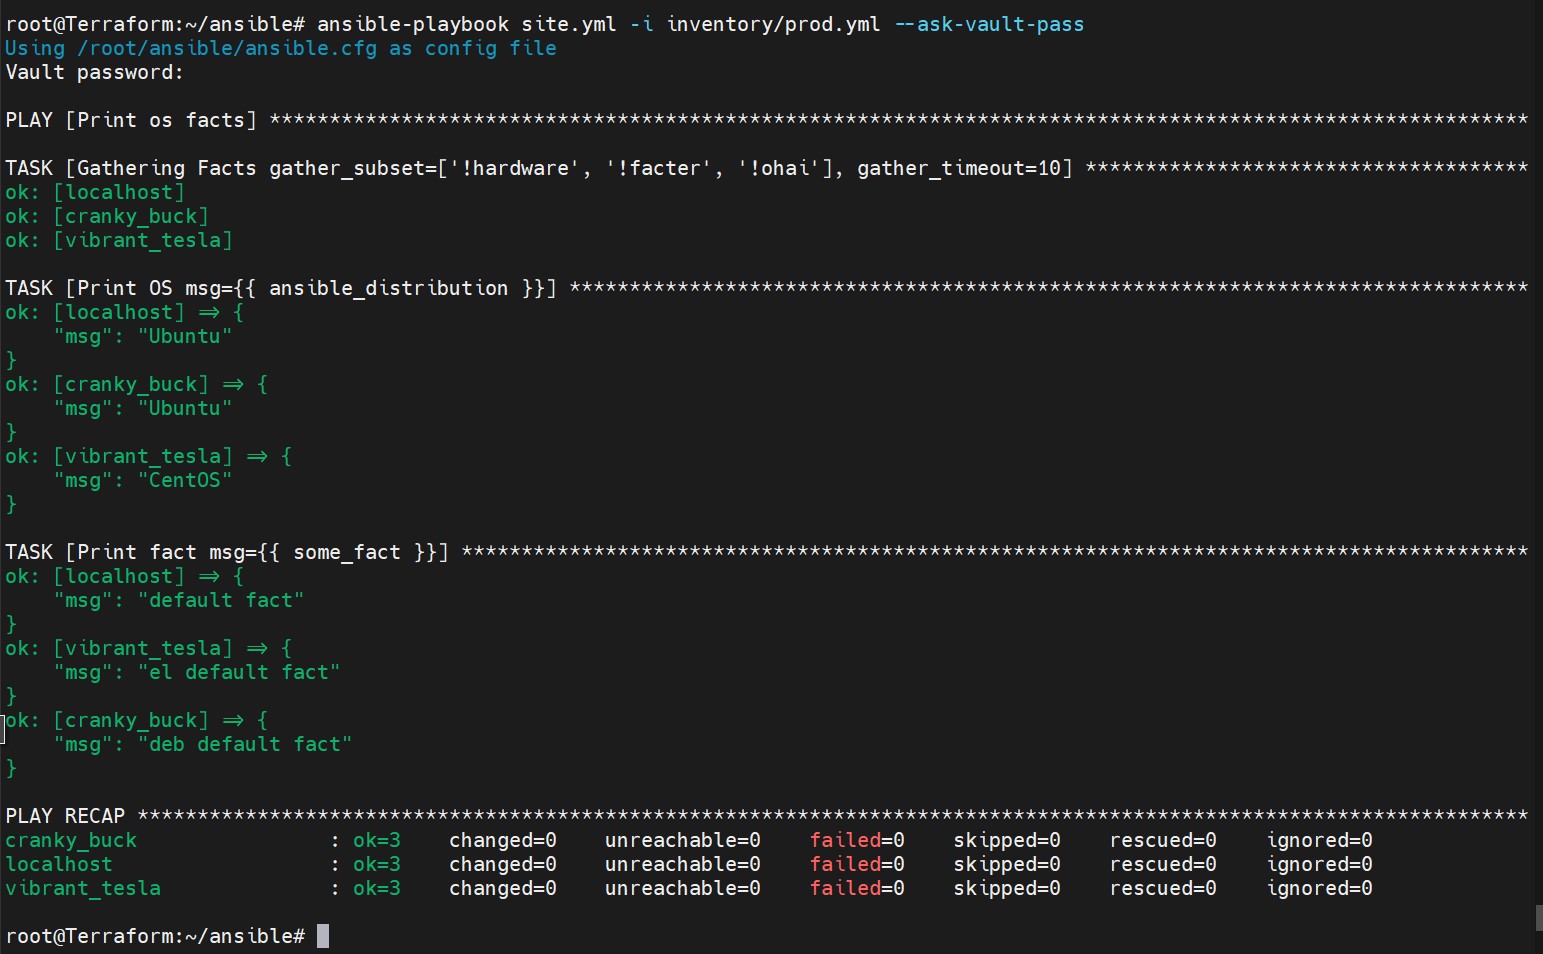 root@Terraform:~/ansible# ansible-playbook site.yml -i inventory/prod.yml --ask-vault-pass
Using /root/ansible/ansible.cfg as config file
Vault password:
PLAY [Print os facts] *********************************************************************************************************
TASK [Gathering Facts gather_subset=['!hardware', '!facter', '!ohai'], gather_timeout=10] *************************************
ok: [localhost]
ok: [cranky_buck]
ok: [vibrant_tesla]
TASK [Print OS msg={{ ansible_distribution }}] ********************************************************************************
ok: [localhost] => {
    "msg": "Ubuntu"
}
ok: [cranky_buck] => {
    "msg": "Ubuntu"
}
ok: [vibrant_tesla] => {
    "msg": "CentOS"
}
TASK [Print fact msg={{ some_fact }}] *****************************************************************************************
ok: [localhost] => {
    "msg": "default fact"
}
ok: [vibrant_tesla] => {
    "msg": "el default fact"
}
ok: [cranky_buck] => {
    "msg": "deb default fact"
}
PLAY RECAP ********************************************************************************************************************
cranky_buck                : ok=3    changed=0    unreachable=0    failed=0    skipped=0    rescued=0    ignored=0
localhost                  : ok=3    changed=0    unreachable=0    failed=0    skipped=0    rescued=0    ignored=0
vibrant_tesla              : ok=3    changed=0    unreachable=0    failed=0    skipped=0    rescued=0    ignored=0
root@Terraform:~/ansible#